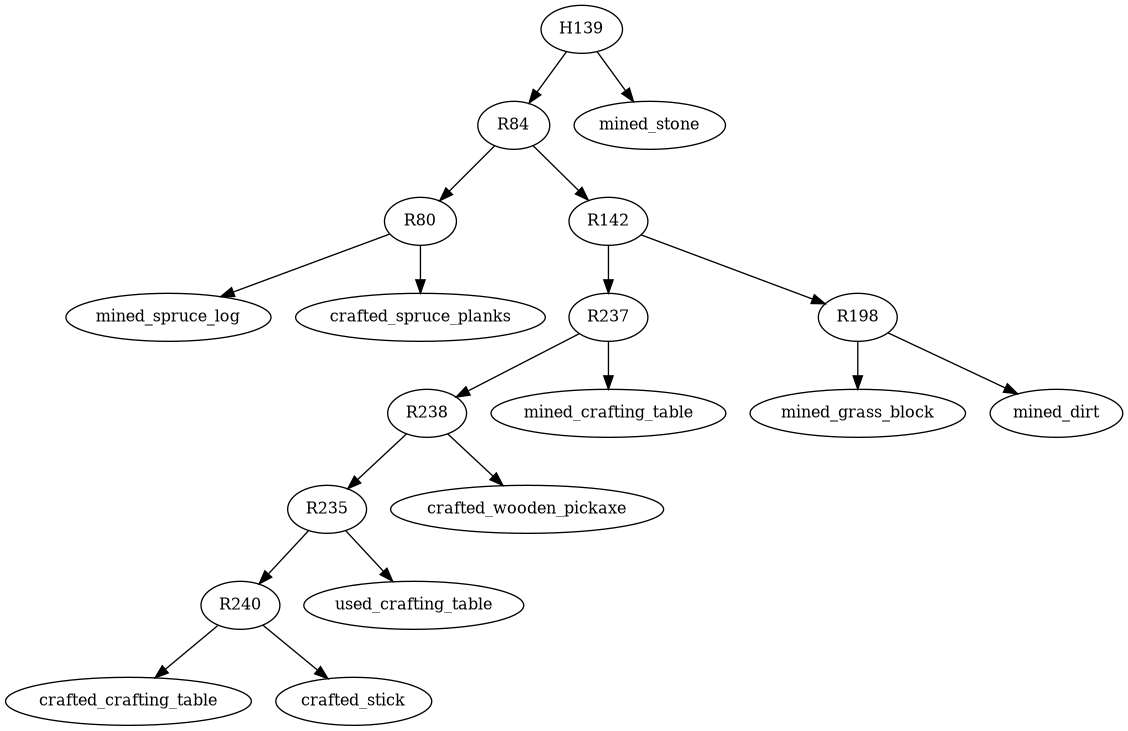 H139
R84
mined_stone
R80
R142
mined_spruce_log
crafted_spruce_planks
R237
R198
R238
mined_crafting_table
mined_grass_block
mined_dirt
R235
crafted_wooden_pickaxe
R240
used_crafting_table
crafted_crafting_table
crafted_stick